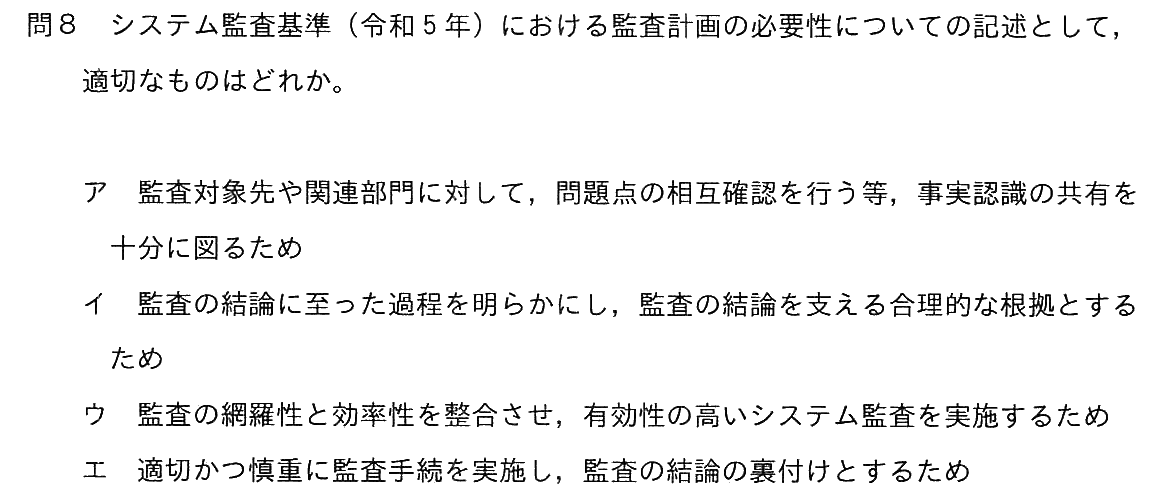 問８　システム監査基準（令和５年）における監査計画の必要性についての記述として，
適切なものはどれか。
ア　監査対象先や関連部門に対して，問題点の相互確認を行う等，事実認識の共有を
十分に図るため
イ　監査の結論に至った過程を明らかにし，監査の結論を支える合理的な根拠とする
ため
ウ　監査の網羅性と効率性を整合させ，有効性の高いシステム監査を実施するため
エ　適切かつ慎重に監査手続を実施し，監査の結論の裏付けとするため